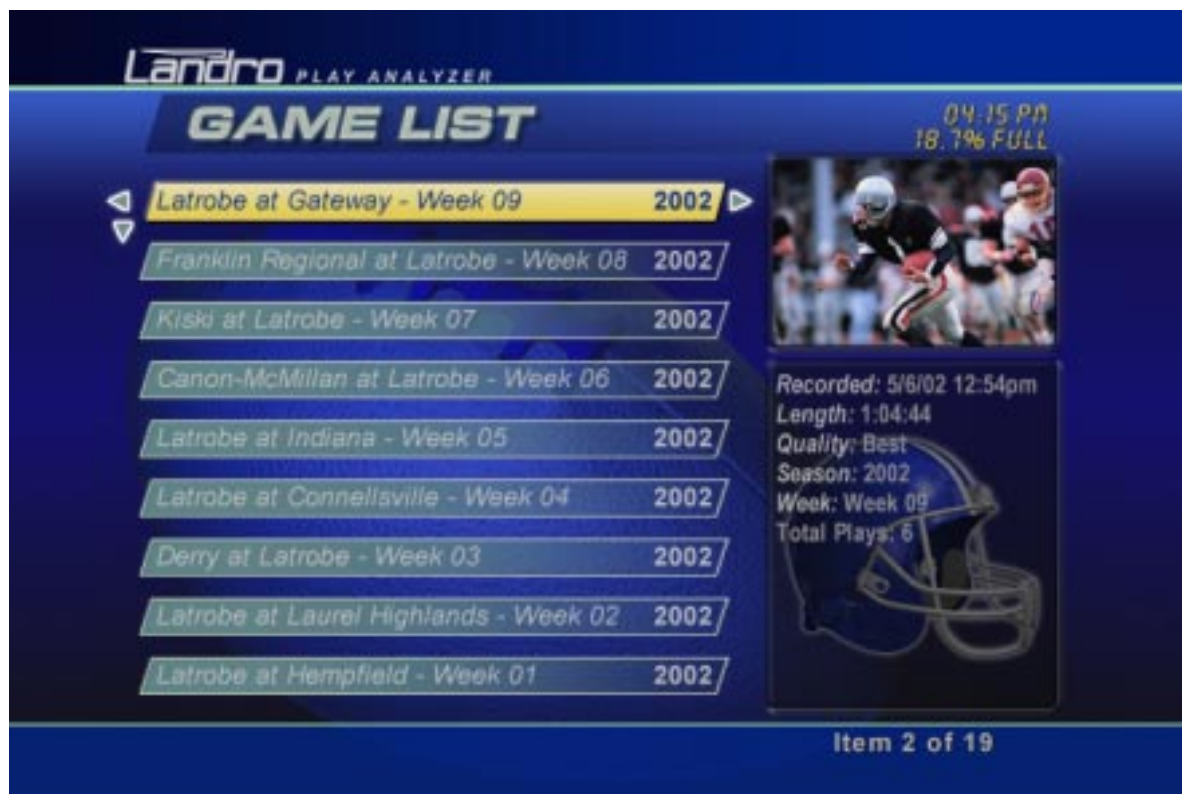 Landro PLAY ANALYZER
GAME LIST
04:15 PM
18.7% FULL
Latrobe at Gateway - Week 09 2002
Franklin Regional at Latrobe - Week 08 2002
Kiski at Latrobe - Week 07 2002
Canon-McMillan at Latrobe - Week 06 2002
Latrobe at Indiana - Week 05 2002
Latrobe at Connellsville - Week 04 2002
Derry at Latrobe - Week 03 2002
Latrobe at Laurel Highlands - Week 02 2002
Latrobe at Hempfield - Week 01 2002
Recorded: 5/6/02 12:54pm
Length: 1:04:44
Quality: Best
Season: 2002
Week: Week 09
Total Plays: 6
Item 2 of 19